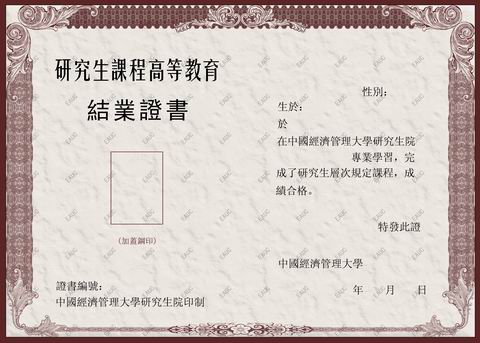 研究生課程高等教育
結業證書
(加蓋鋼印)
證書編號：
中國經濟管理大學研究生院印制
性別：
生於：
於
在中國經濟管理大學研究生院
專業學習，完
成了研究生層次規定課程，成
績合格。
特發此證
中國經濟管理大學
年 月 日